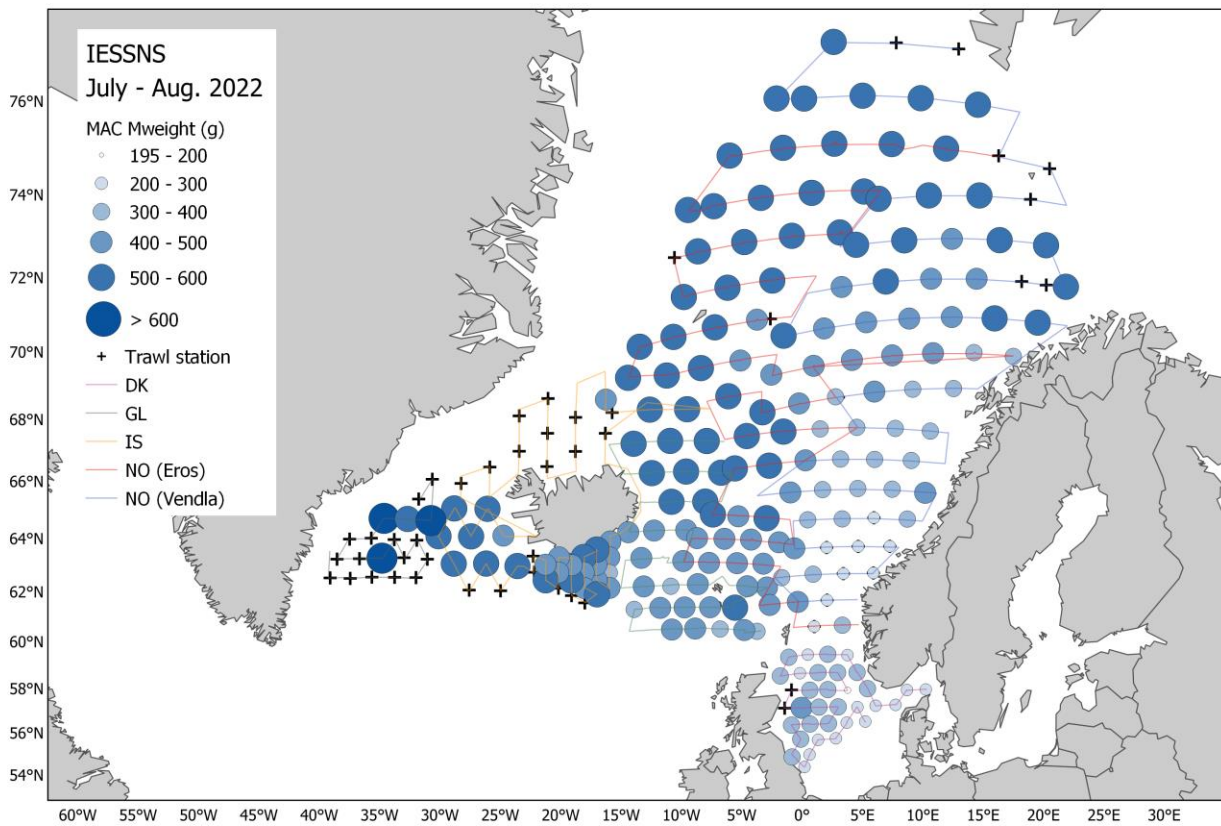 IESSNS
July - Aug. 2022
MAC Mweight (g)
195 - 200
200 - 300
300 - 400
400 - 500
500 - 600
> 600
Trawl station
DK
GL
IS
NO (Eros)
NO (Vendla)
76°N
74°N
72°N
70°N
68°N
66°N
64°N
62°N
60°N
58°N
56°N
54°N
60°W 55°W 50°W 45°W 40°W 35°W 30°W 25°W 20°W 15°W 10°W 5°W 0° 5°E 10°E 15°E 20°E 25°E 30°E